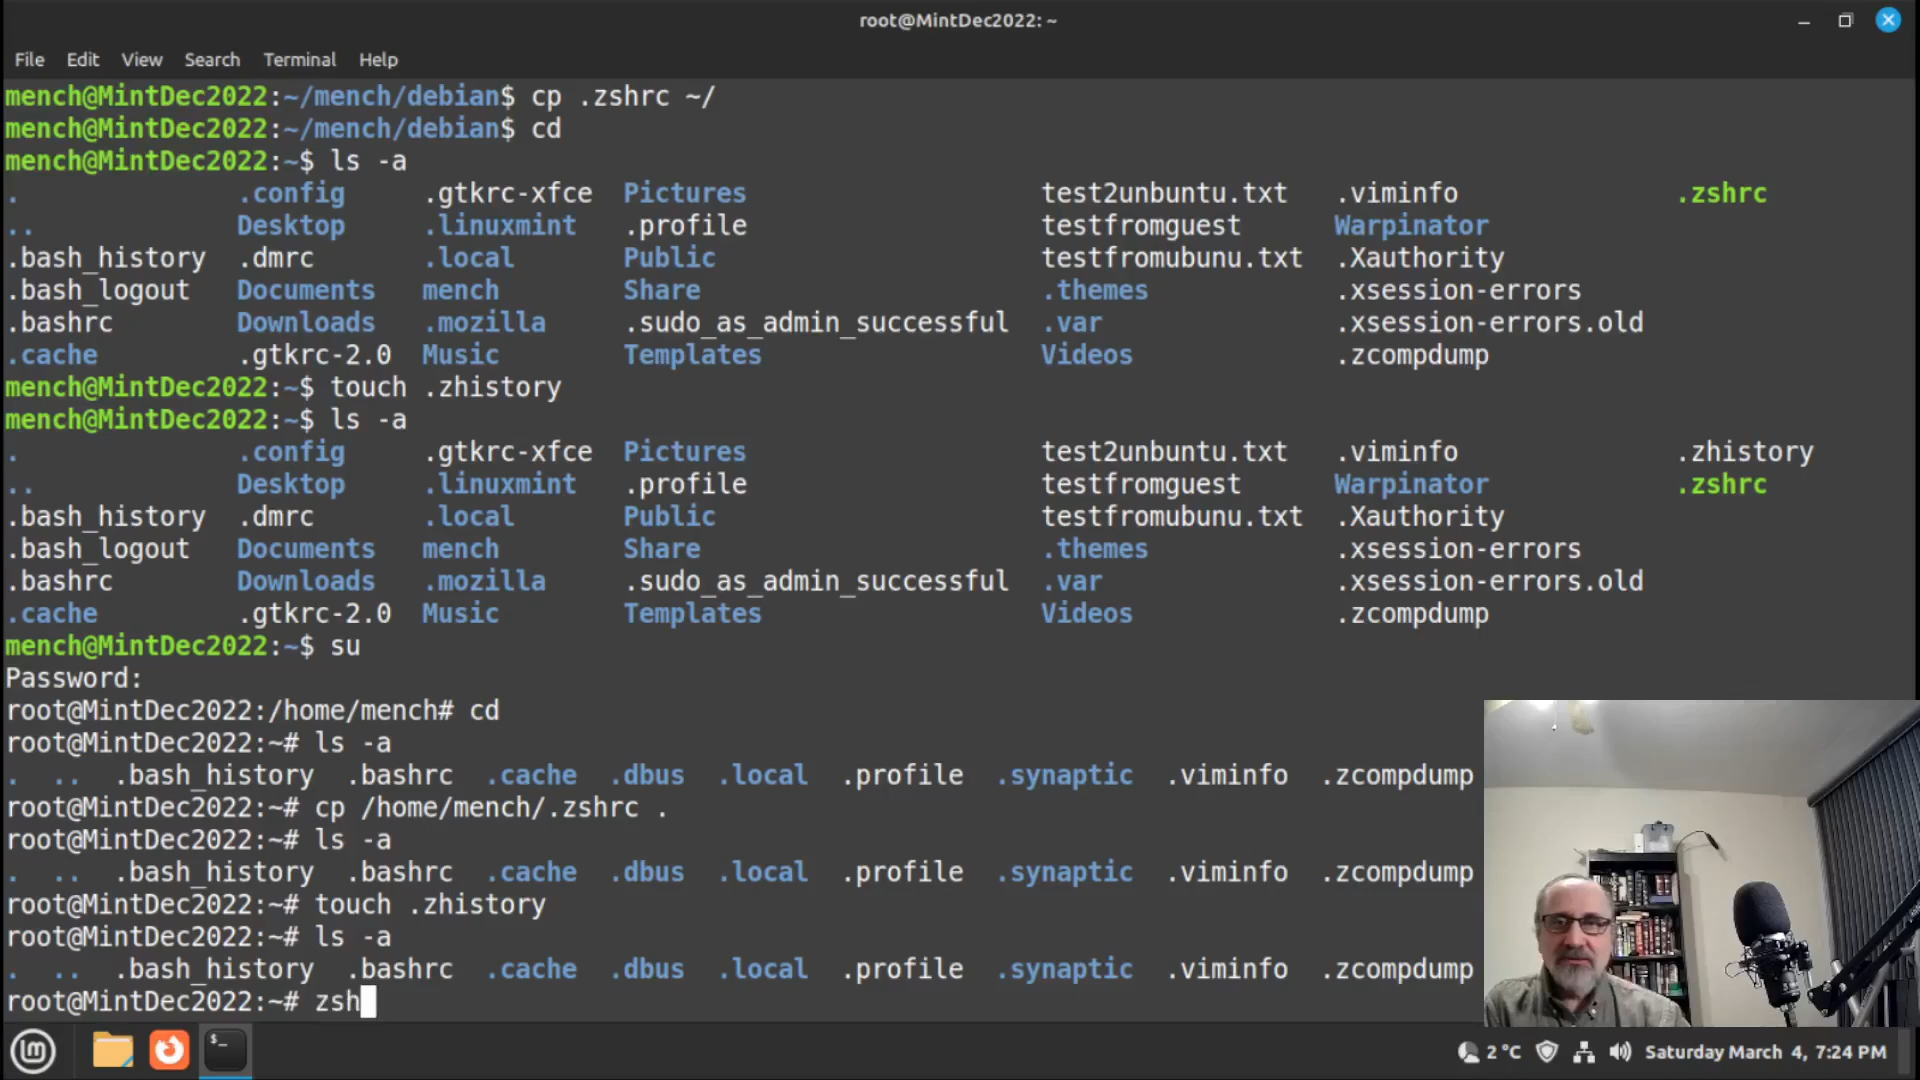 root@MintDec2022: ~
File Edit View Search Terminal Help
mench@MintDec2022:~/mench/debian$ cp .zshrc ~/
mench@MintDec2022:~/mench/debian$ cd
mench@MintDec2022:~$ ls -a
. .config .gtkrc-xfce Pictures test2unbuntu.txt .viminfo .zshrc
.. Desktop .linuxmint .profile testfromguest Warpinator
.bash_history .dmrc .local Public testfromubunu.txt .Xauthority
.bash_logout Documents mench Share .themes .xsession-errors
.bashrc Downloads .mozilla .sudo_as_admin_successful .var .xsession-errors.old
.cache .gtkrc-2.0 Music Templates Videos .zcompdump
mench@MintDec2022:~$ touch .zhistory
mench@MintDec2022:~$ ls -a
. .config .gtkrc-xfce Pictures test2unbuntu.txt .viminfo .zhistory
.. Desktop .linuxmint .profile testfromguest Warpinator .zshrc
.bash_history .dmrc .local Public testfromubunu.txt .Xauthority
.bash_logout Documents mench Share .themes .xsession-errors
.bashrc Downloads .mozilla .sudo_as_admin_successful .var .xsession-errors.old
.cache .gtkrc-2.0 Music Templates Videos .zcompdump
mench@MintDec2022:~$ su
Password:
root@MintDec2022:/home/mench# cd
root@MintDec2022:~# ls -a
. .. .bash_history .bashrc .cache .dbus .local .profile .synaptic .viminfo .zcompdump
root@MintDec2022:~# cp /home/mench/.zshrc .
root@MintDec2022:~# ls -a
. .. .bash_history .bashrc .cache .dbus .local .profile .synaptic .viminfo .zcompdump
root@MintDec2022:~# touch .zhistory
root@MintDec2022:~# ls -a
. .. .bash_history .bashrc .cache .dbus .local .profile .synaptic .viminfo .zcompdump
root@MintDec2022:~# zsh
$_ 2 °C Saturday March 4, 7:24 PM